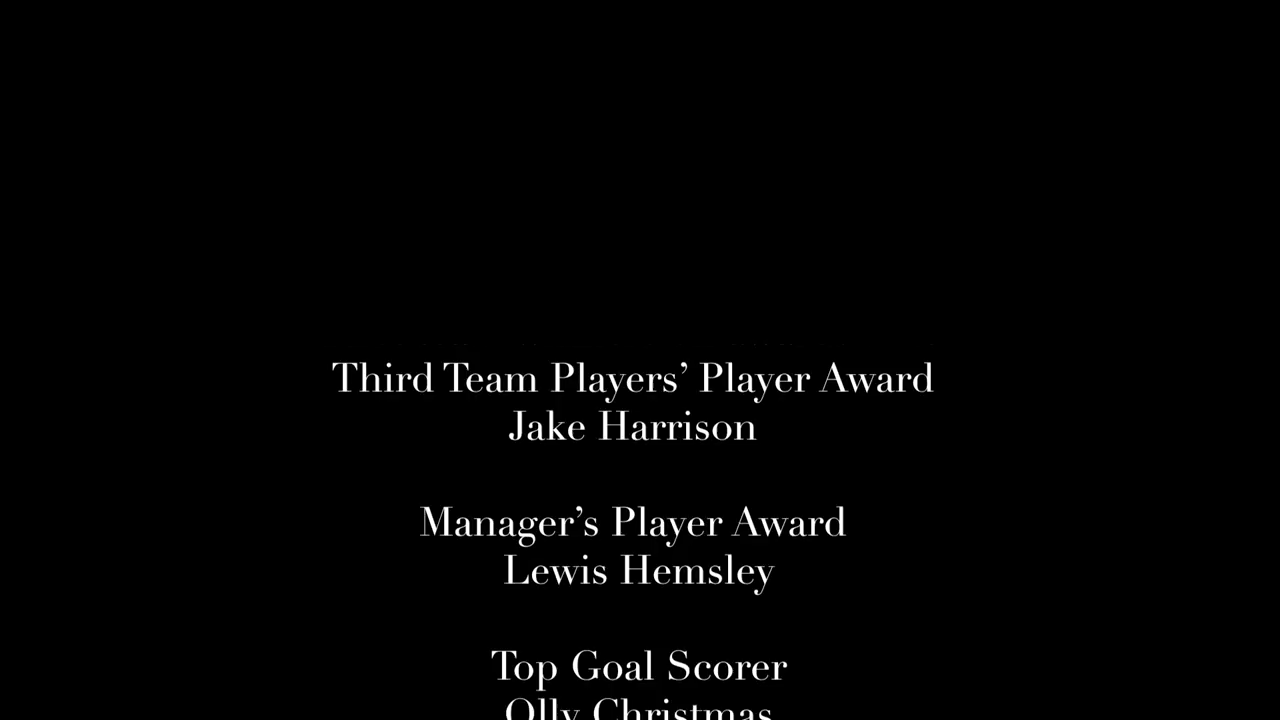 Third Team Players’ Player Award
Jake Harrison
Manager’s Player Award
Lewis Hemsley
Top Goal Scorer
Olly Christmas